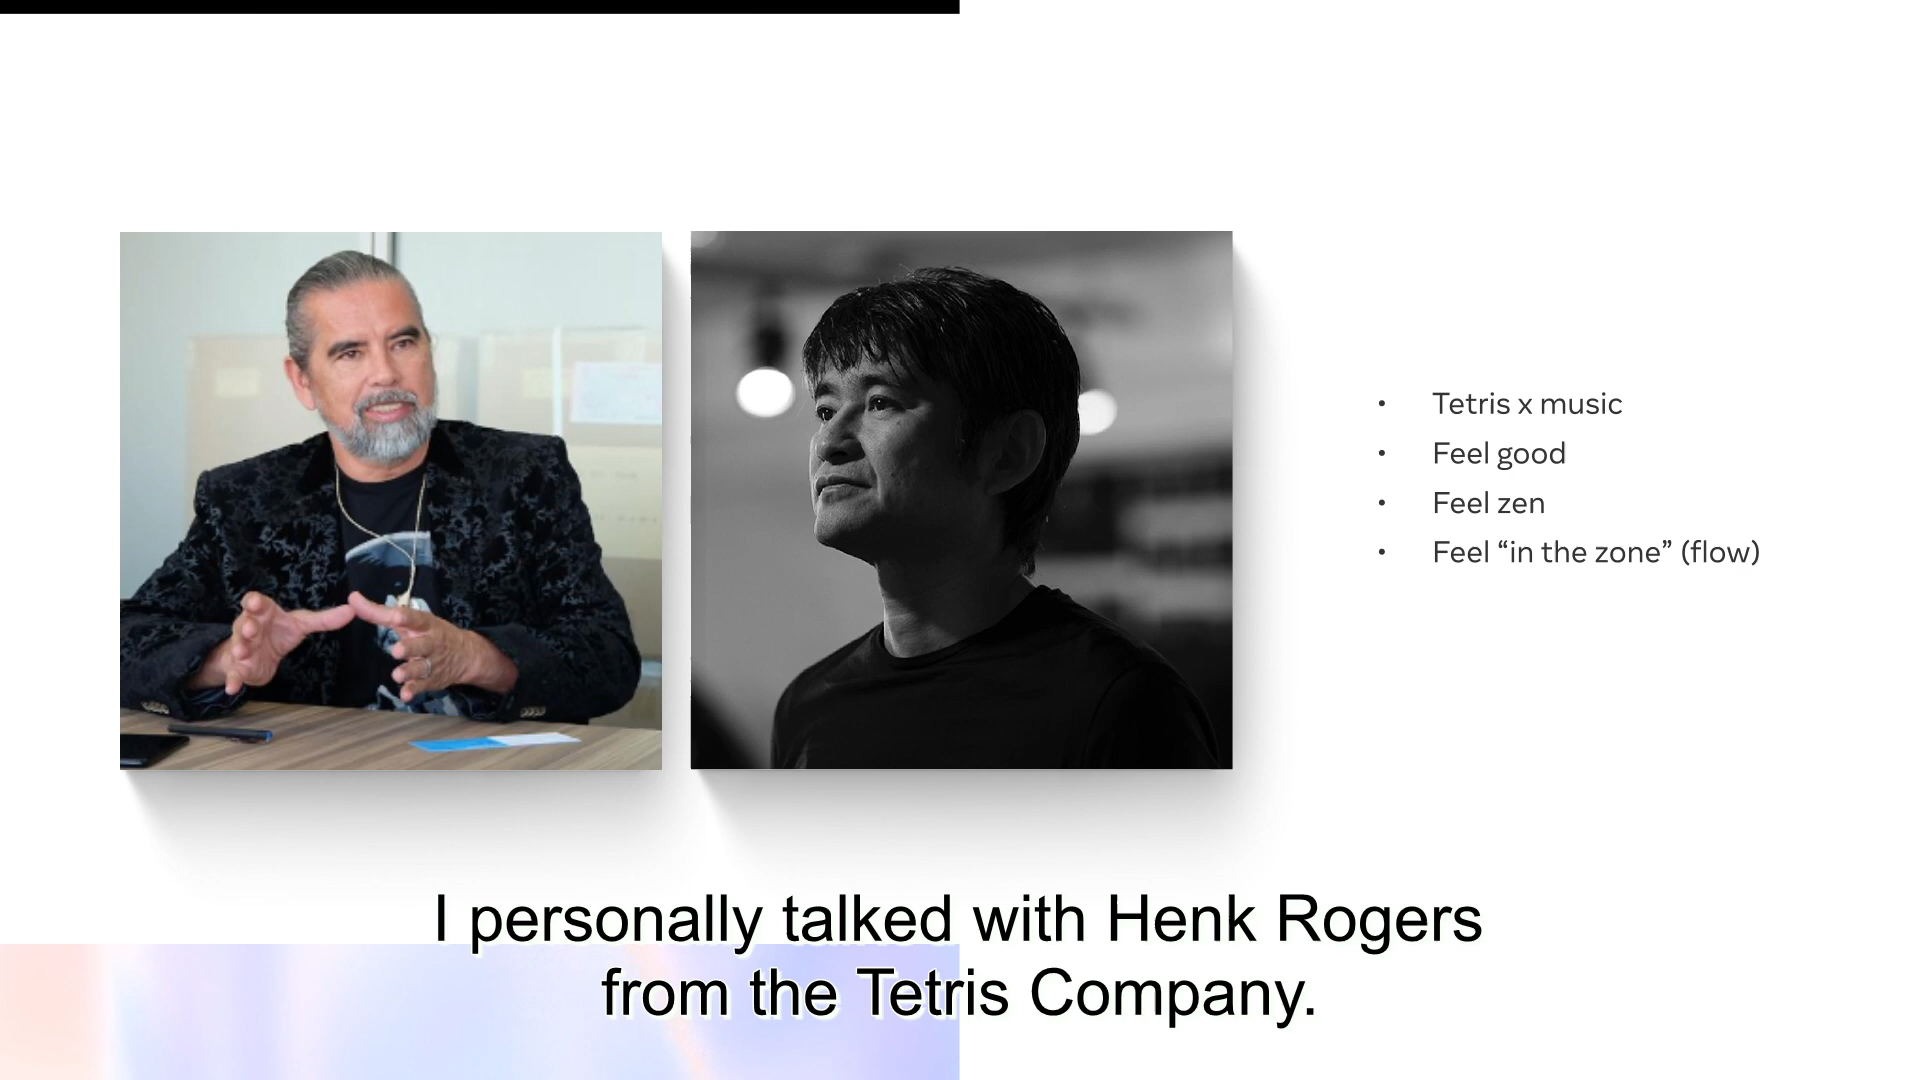 • Tetris x music
• Feel good
• Feel zen
• Feel “in the zone” (flow)
I personally talked with Henk Rogers
from the Tetris Company.